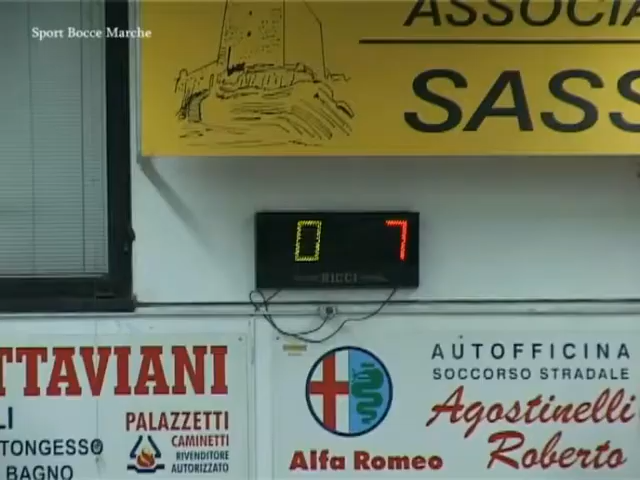 Sport Bocce Marche
ASSOCIA
SASS
0 7
RICCI
TTAVIANI
LI
TONGESSO
BAGNO
PALAZZETTI
CAMINETTI
RIVENDITORE
AUTORIZZATO
Alfa Romeo
AUTOFFICINA
SOCCORSO STRADALE
Agostinelli
Roberto